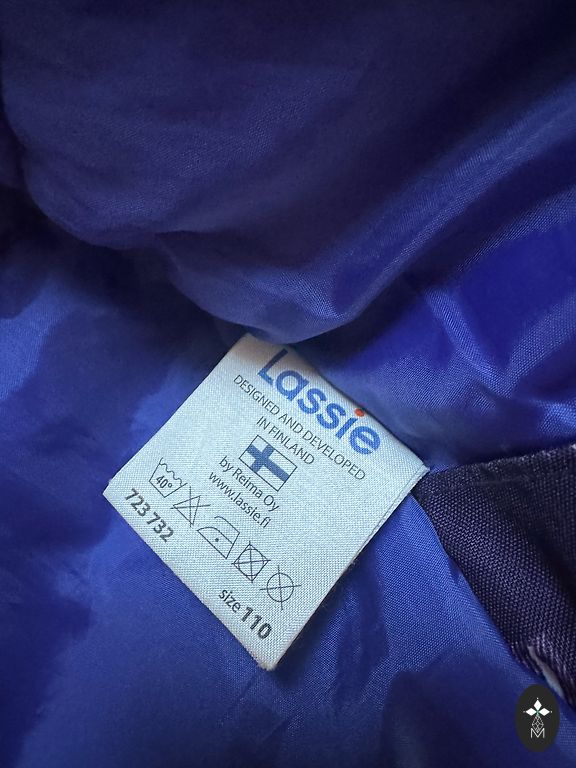 Lassie
DESIGNED AND DEVELOPED
IN FINLAND
by Reima Oy
www.lassie.fi
40°
723 732
size 110
M